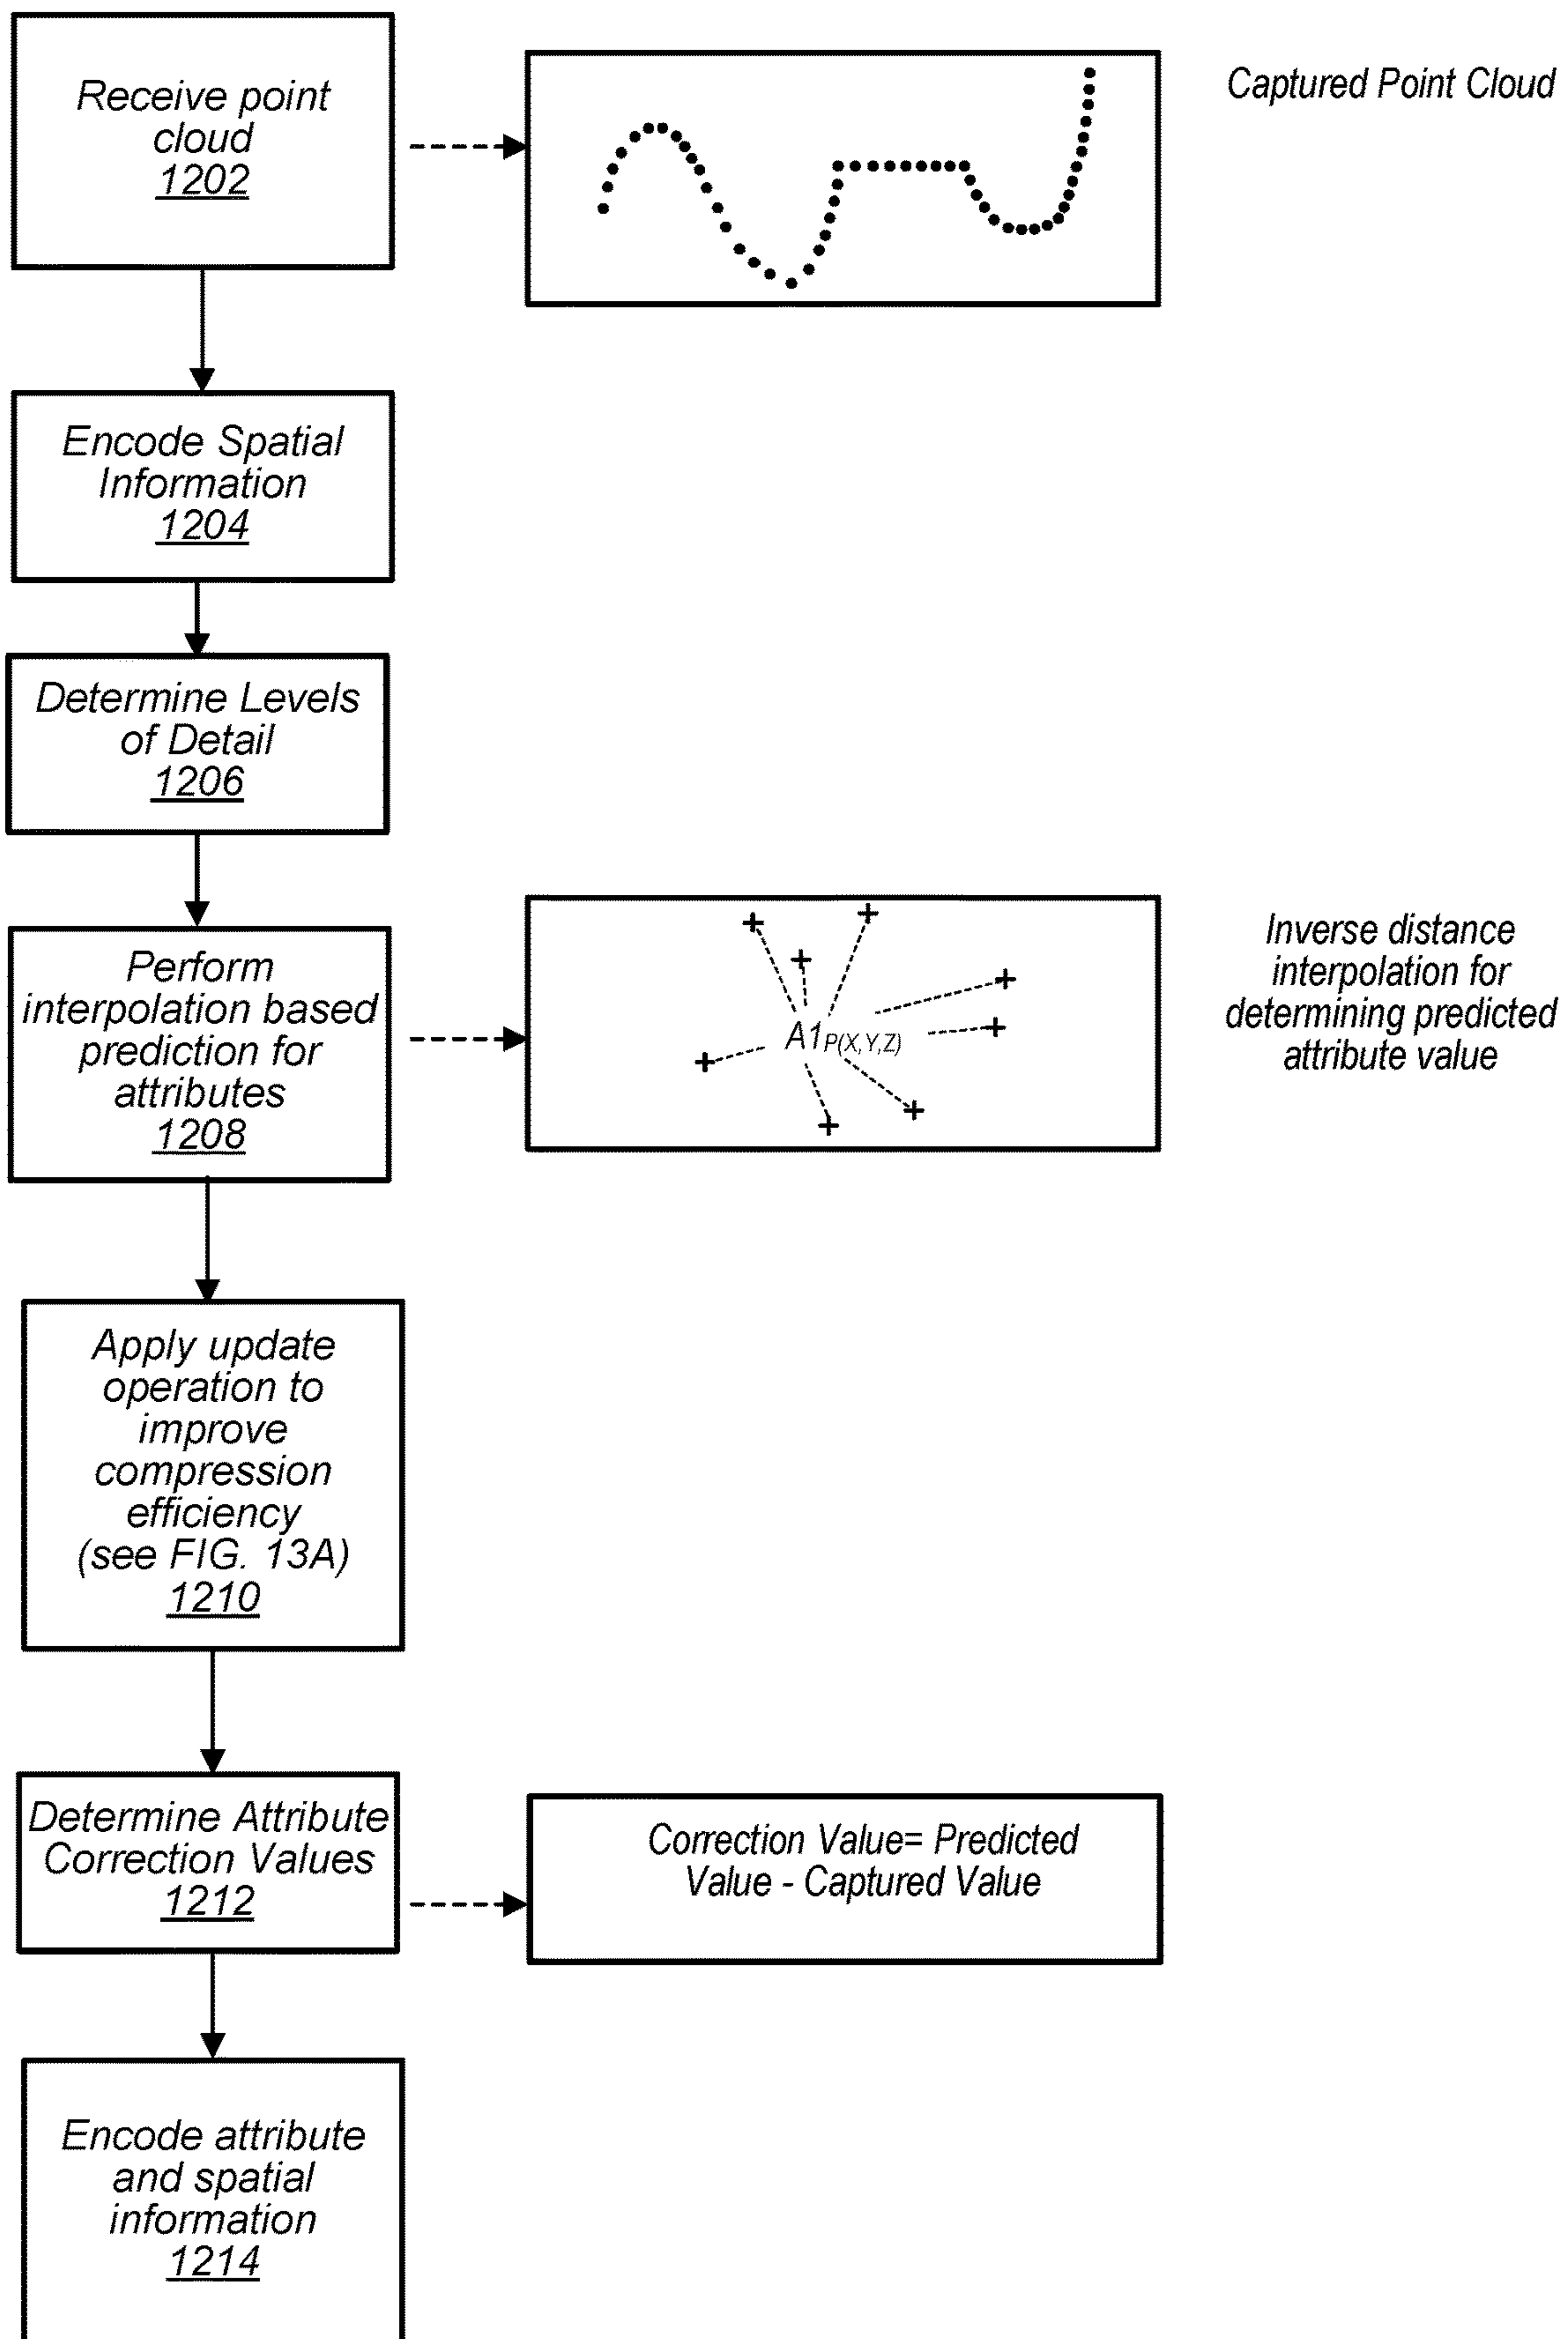 Receive point
cloud
1202
Captured Point Cloud
Encode Spatial
Information
1204
Determine Levels
of Detail
1206
Perform
interpolation based
prediction for
attributes
1208
A1P(X,Y,Z)
Inverse distance
interpolation for
determining predicted
attribute value
Apply update
operation to
improve
compression
efficiency
(see FIG. 13A)
1210
Determine Attribute
Correction Values
1212
Correction Value= Predicted
Value - Captured Value
Encode attribute
and spatial
information
1214